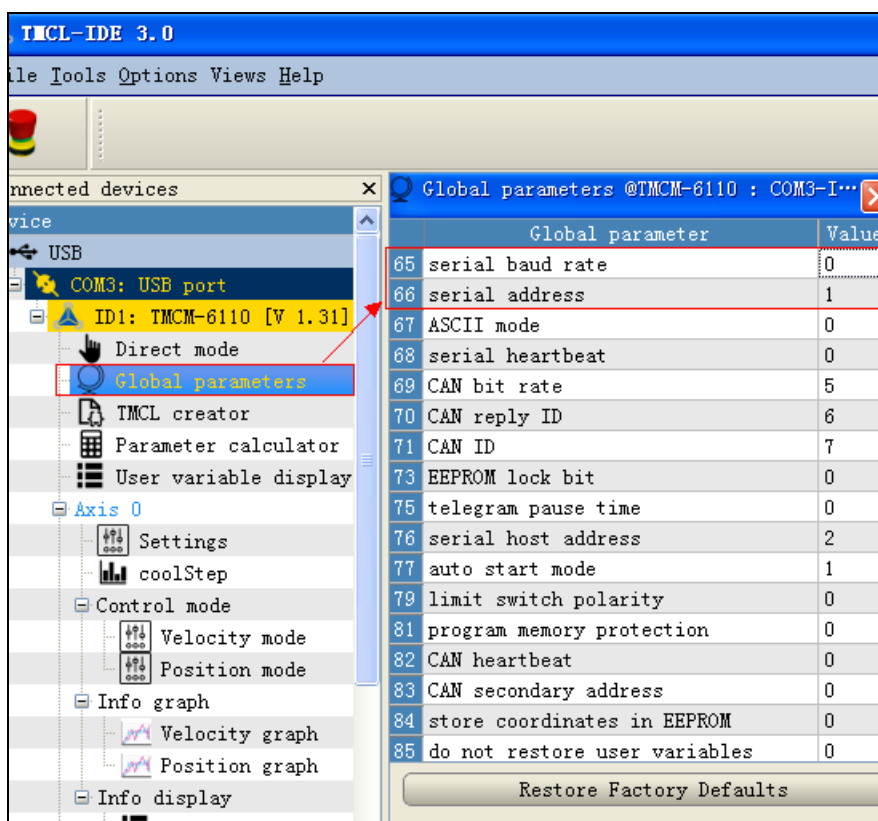 TMCL-IDE 3.0
ile Tools Options Views Help
nnected devices
vice
USB
COM3: USB port
ID1: TMCM-6110 [V 1.31]
Direct mode
Global parameters
TMCL creator
Parameter calculator
User variable display
Axis 0
Settings
coolStep
Control mode
Velocity mode
Position mode
Info graph
Velocity graph
Position graph
Info display
Global parameters @TMCM-6110 : COM3-I…
Global parameter Value
65 serial baud rate 0
66 serial address 1
67 ASCII mode 0
68 serial heartbeat 0
69 CAN bit rate 5
70 CAN reply ID 6
71 CAN ID 7
73 EEPROM lock bit 0
75 telegram pause time 0
76 serial host address 2
77 auto start mode 1
79 limit switch polarity 0
81 program memory protection 0
82 CAN heartbeat 0
83 CAN secondary address 0
84 store coordinates in EEPROM 0
85 do not restore user variables 0
Restore Factory Defaults